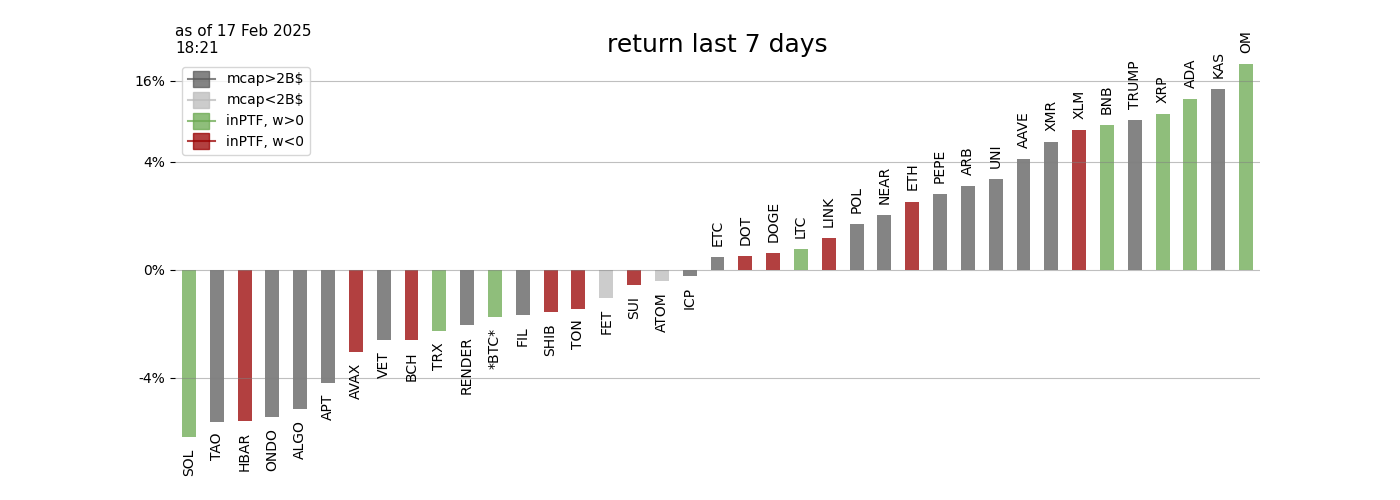 as of 17 Feb 2025
18:21
return last 7 days
mcap>2B$
mcap<2B$
inPTF, w>0
inPTF, w<0
16%
4%
0%
-4%
SOL
TAO
HBAR
ONDO
ALGO
APT
AVAX
VET
BCH
TRX
RENDER
*BTC*
FIL
SHIB
TON
FET
SUI
ATOM
ICP
ETC
DOT
DOGE
LTC
LINK
POL
NEAR
ETH
PEPE
ARB
UNI
AAVE
XMR
XLM
BNB
TRUMP
XRP
ADA
KAS
OM